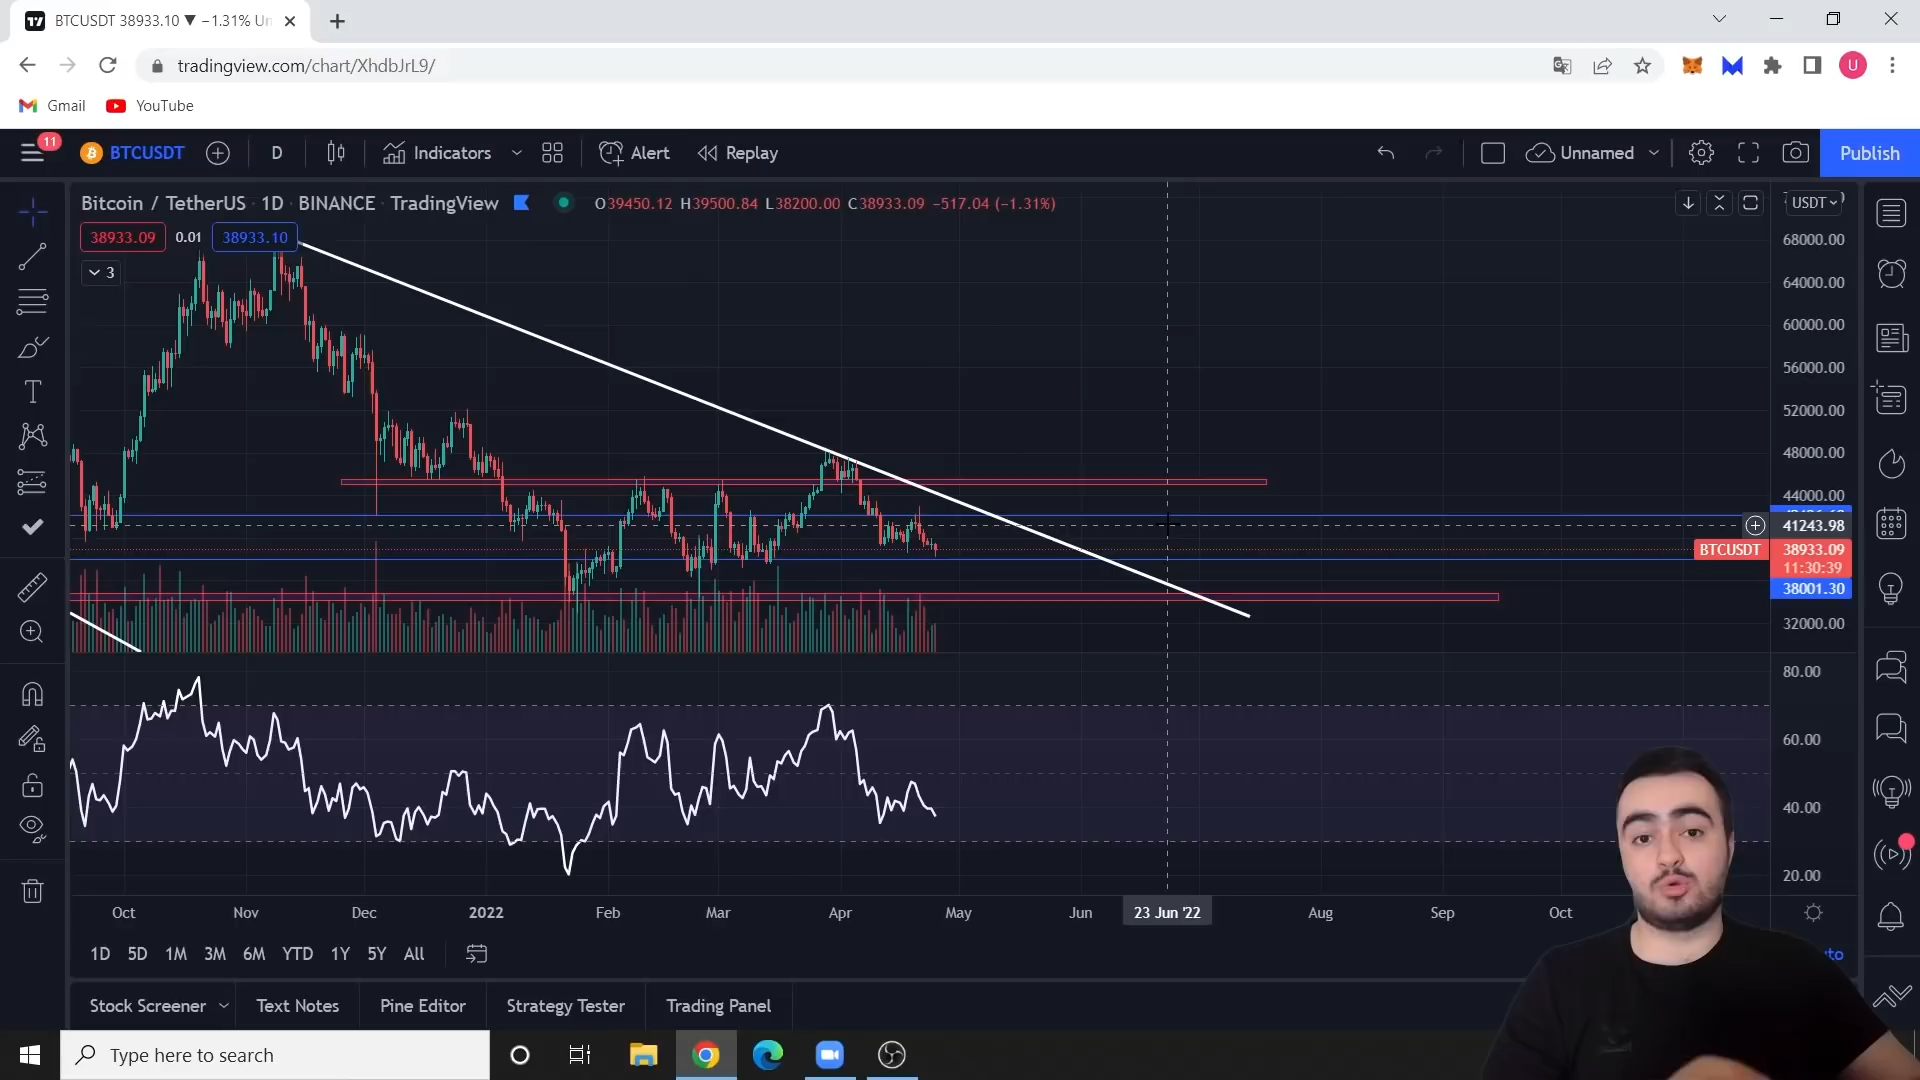 BTCUSDT 38933.10 ▼ −1.31% Un
tradingview.com/chart/XhdbJrL9/
U
Gmail YouTube
11
BTCUSDT D Indicators Alert Replay Unnamed Publish
Bitcoin / TetherUS 1D BINANCE TradingView O39450.12 H39500.84 L38200.00 C38933.09 −517.04 (−1.31%)
USDT
38933.09 0.01 38933.10
3
68000.00
64000.00
60000.00
56000.00
52000.00
48000.00
44000.00
41243.98
BTCUSDT 38933.09
11:30:39
38001.30
32000.00
80.00
60.00
40.00
20.00
Oct Nov Dec 2022 Feb Mar Apr May Jun 23 Jun '22 Aug Sep Oct
1D 5D 1M 3M 6M YTD 1Y 5Y All
Stock Screener Text Notes Pine Editor Strategy Tester Trading Panel
Type here to search